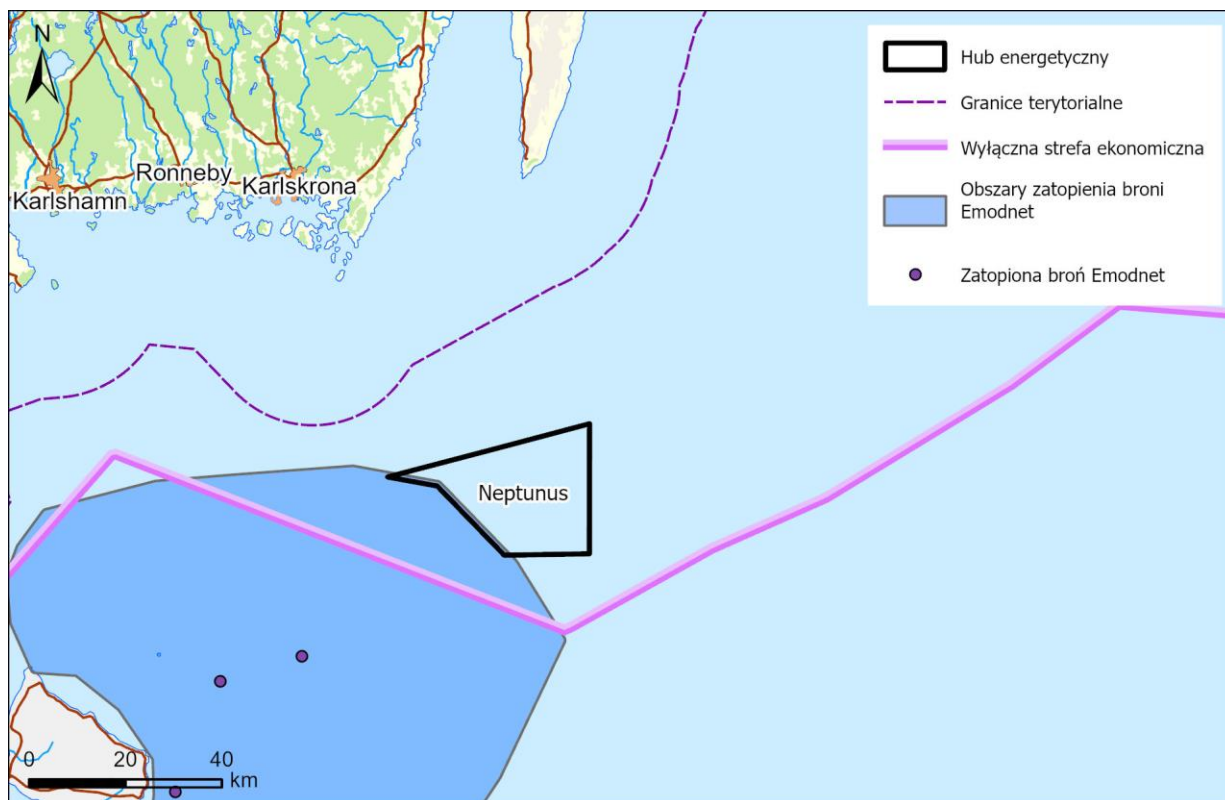 N
Ronneby
Karlskrona
Karlshamn
Hub energetyczny
Granice terytorialne
Wyłączna strefa ekonomiczna
Obszary zatopienia broni
Emodnet
Zatopiona broń Emodnet
Neptunus
0 20 40
km